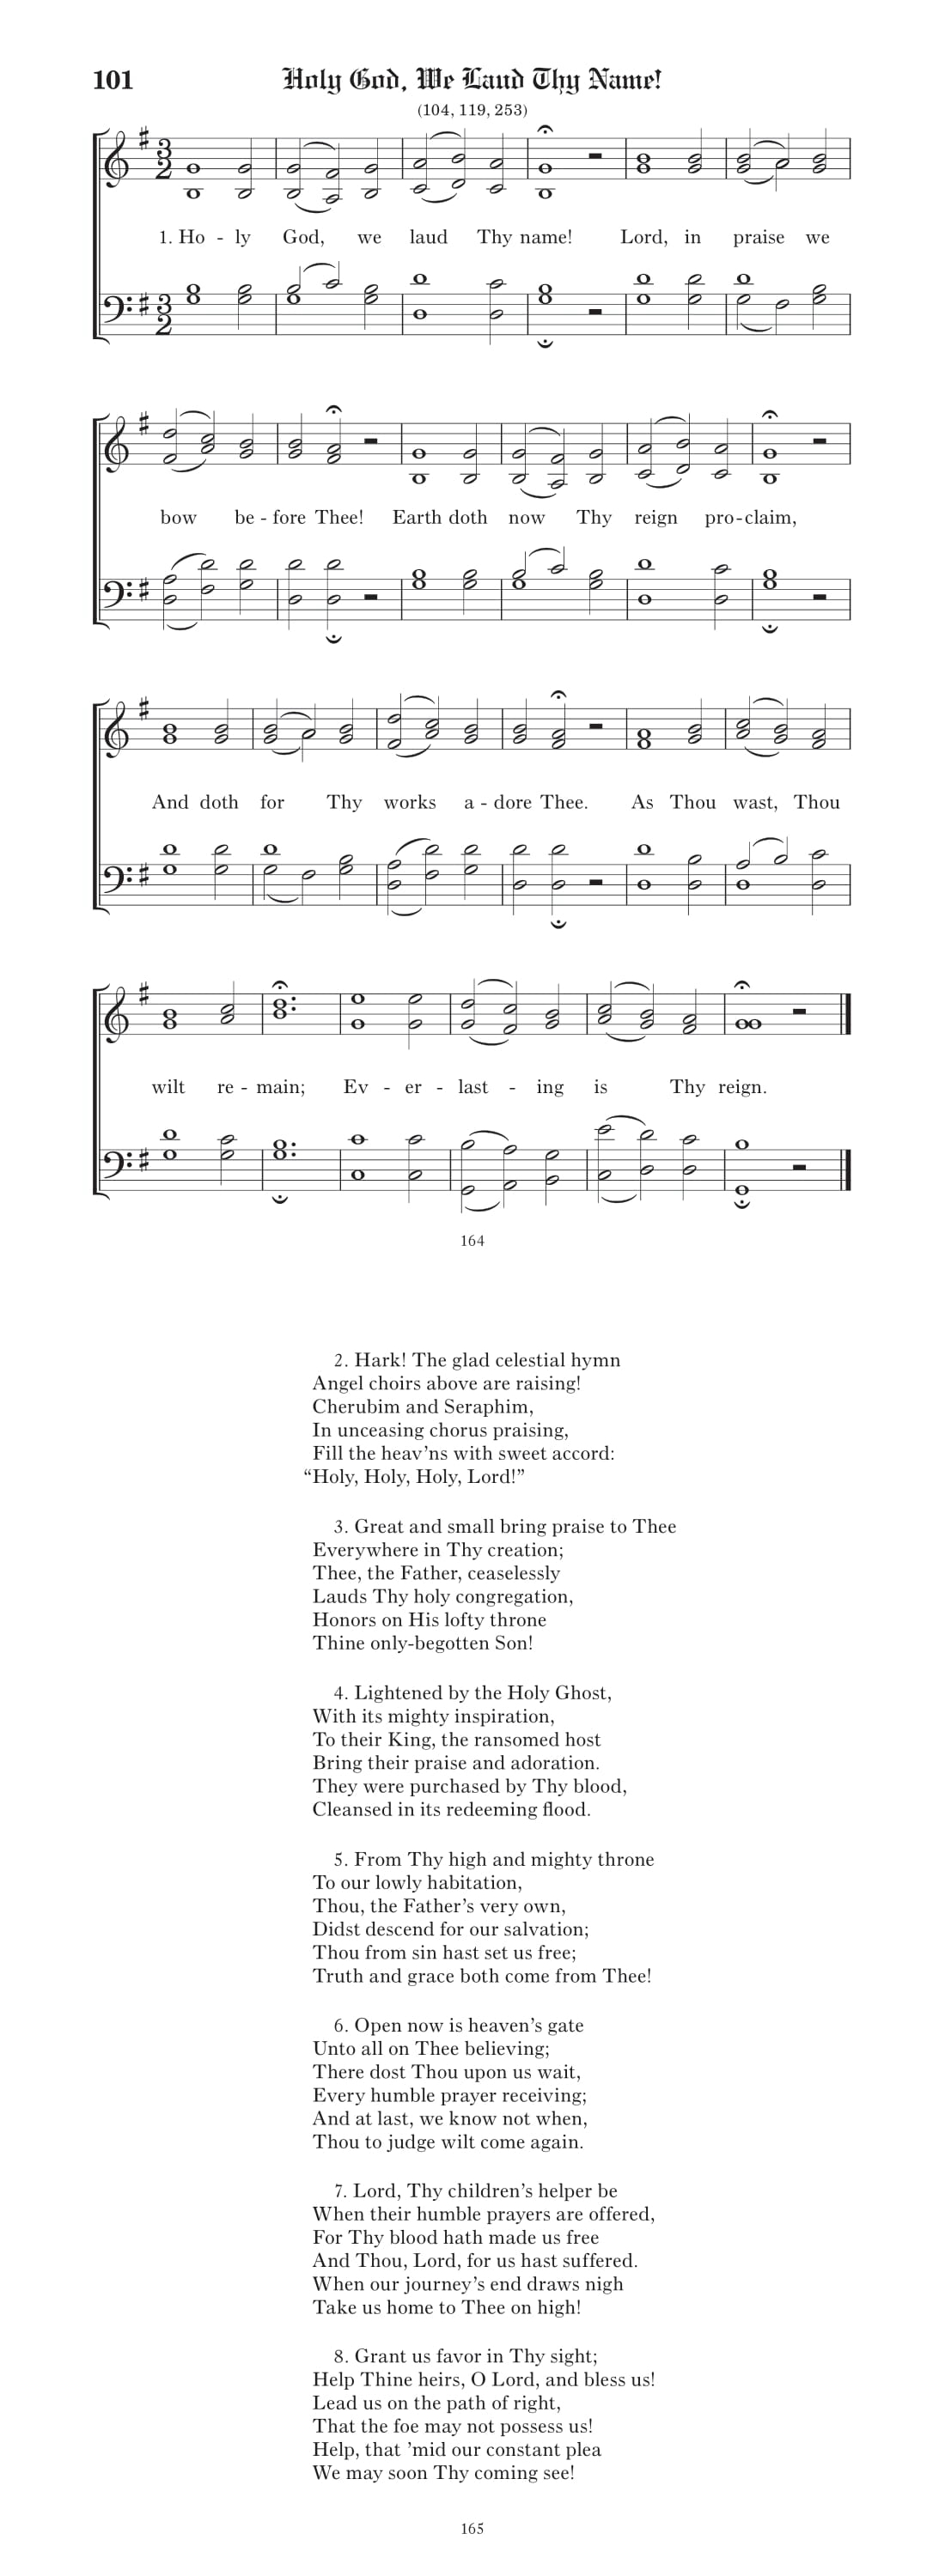 101 Holy God, We Laud Thy Name!
(104, 119, 253)
1. Ho - ly God, we laud Thy name! Lord, in praise we
bow be - fore Thee! Earth doth now Thy reign pro - claim,
And doth for Thy works a - dore Thee. As Thou wast, Thou
wilt re - main; Ev - er - last - ing is Thy reign.
164
2. Hark! The glad celestial hymn
Angel choirs above are raising!
Cherubim and Seraphim,
In unceasing chorus praising,
Fill the heav’ns with sweet accord:
“Holy, Holy, Holy, Lord!”
3. Great and small bring praise to Thee
Everywhere in Thy creation;
Thee, the Father, ceaselessly
Lauds Thy holy congregation,
Honors on His lofty throne
Thine only-begotten Son!
4. Lightened by the Holy Ghost,
With its mighty inspiration,
To their King, the ransomed host
Bring their praise and adoration.
They were purchased by Thy blood,
Cleansed in its redeeming flood.
5. From Thy high and mighty throne
To our lowly habitation,
Thou, the Father’s very own,
Didst descend for our salvation;
Thou from sin hast set us free;
Truth and grace both come from Thee!
6. Open now is heaven’s gate
Unto all on Thee believing;
There dost Thou upon us wait,
Every humble prayer receiving;
And at last, we know not when,
Thou to judge wilt come again.
7. Lord, Thy children’s helper be
When their humble prayers are offered,
For Thy blood hath made us free
And Thou, Lord, for us hast suffered.
When our journey’s end draws nigh
Take us home to Thee on high!
8. Grant us favor in Thy sight;
Help Thine heirs, O Lord, and bless us!
Lead us on the path of right,
That the foe may not possess us!
Help, that ’mid our constant plea
We may soon Thy coming see!
165